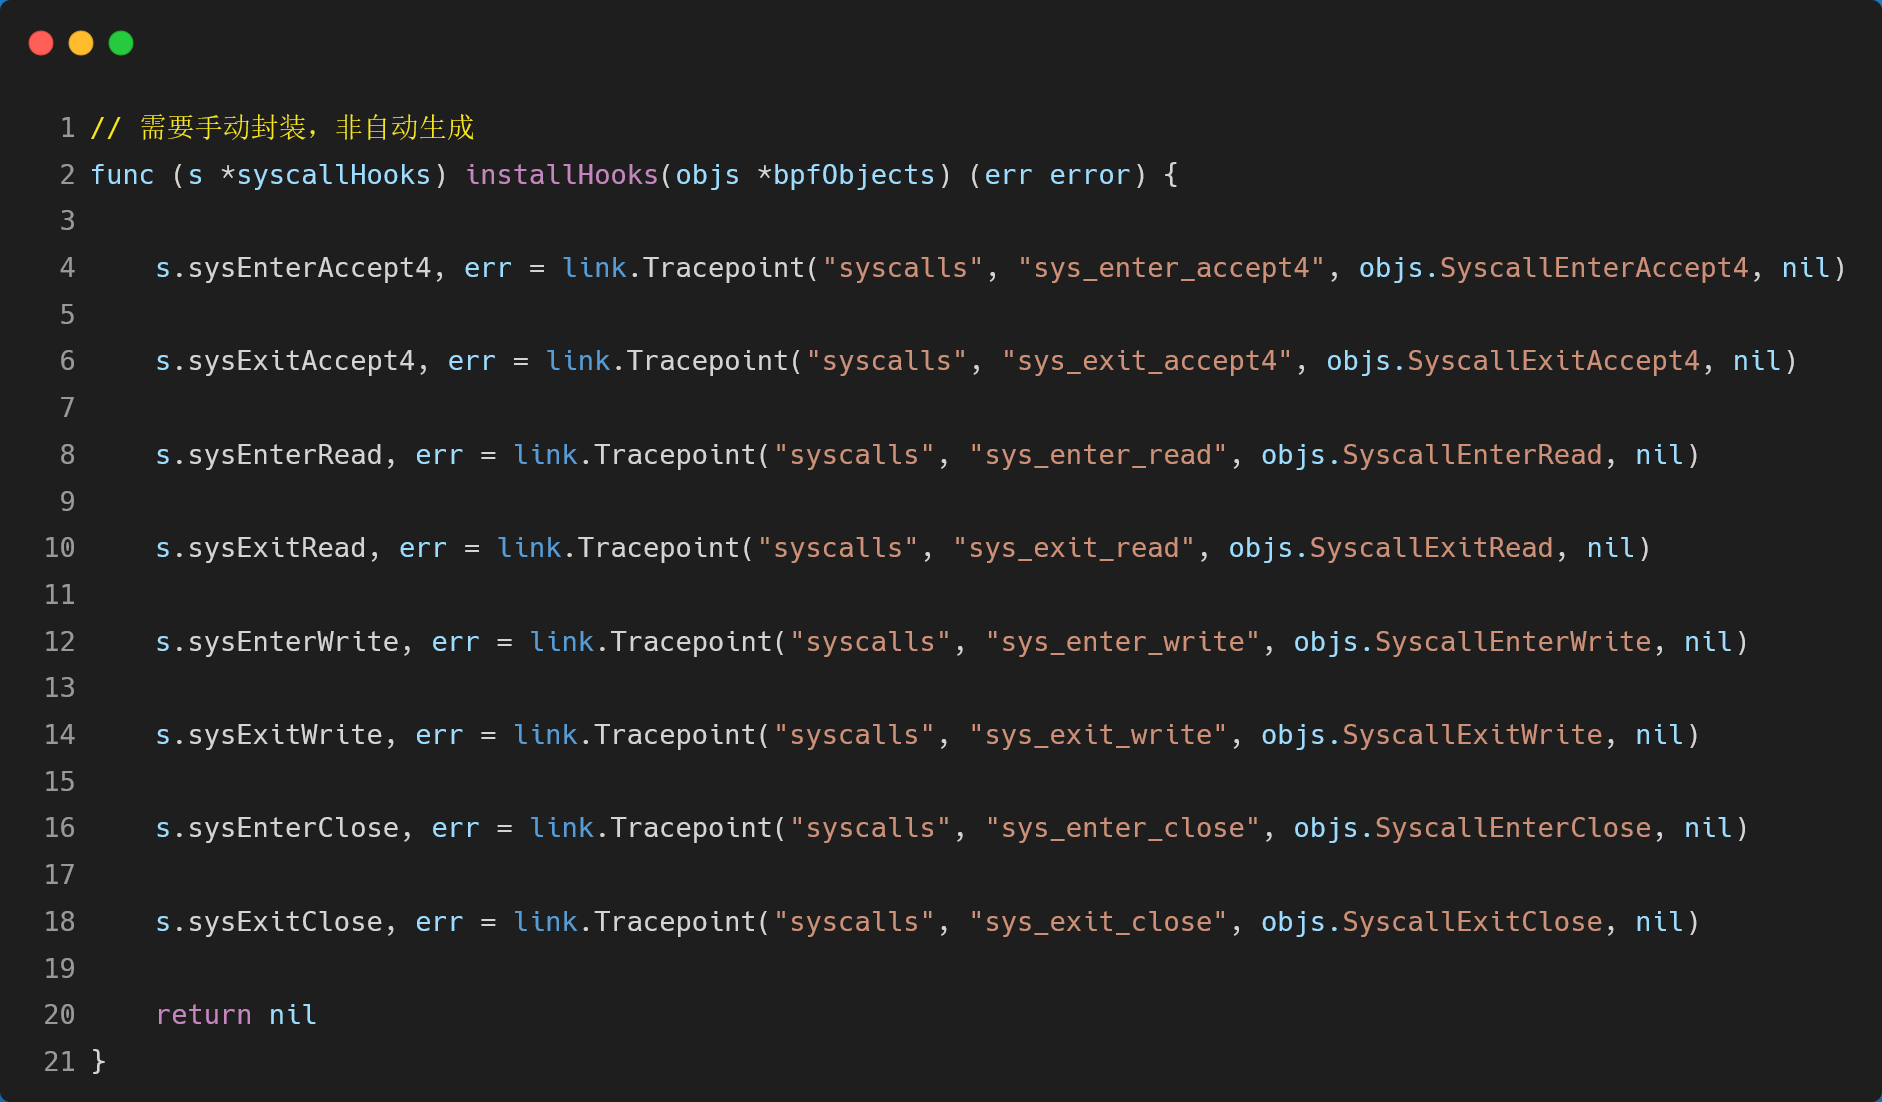 1 // 需要手动封装，非自动生成
2 func (s *syscallHooks) installHooks(objs *bpfObjects) (err error) {
3
4     s.sysEnterAccept4, err = link.Tracepoint("syscalls", "sys_enter_accept4", objs.SyscallEnterAccept4, nil)
5
6     s.sysExitAccept4, err = link.Tracepoint("syscalls", "sys_exit_accept4", objs.SyscallExitAccept4, nil)
7
8     s.sysEnterRead, err = link.Tracepoint("syscalls", "sys_enter_read", objs.SyscallEnterRead, nil)
9
10     s.sysExitRead, err = link.Tracepoint("syscalls", "sys_exit_read", objs.SyscallExitRead, nil)
11
12     s.sysEnterWrite, err = link.Tracepoint("syscalls", "sys_enter_write", objs.SyscallEnterWrite, nil)
13
14     s.sysExitWrite, err = link.Tracepoint("syscalls", "sys_exit_write", objs.SyscallExitWrite, nil)
15
16     s.sysEnterClose, err = link.Tracepoint("syscalls", "sys_enter_close", objs.SyscallEnterClose, nil)
17
18     s.sysExitClose, err = link.Tracepoint("syscalls", "sys_exit_close", objs.SyscallExitClose, nil)
19
20     return nil
21 }